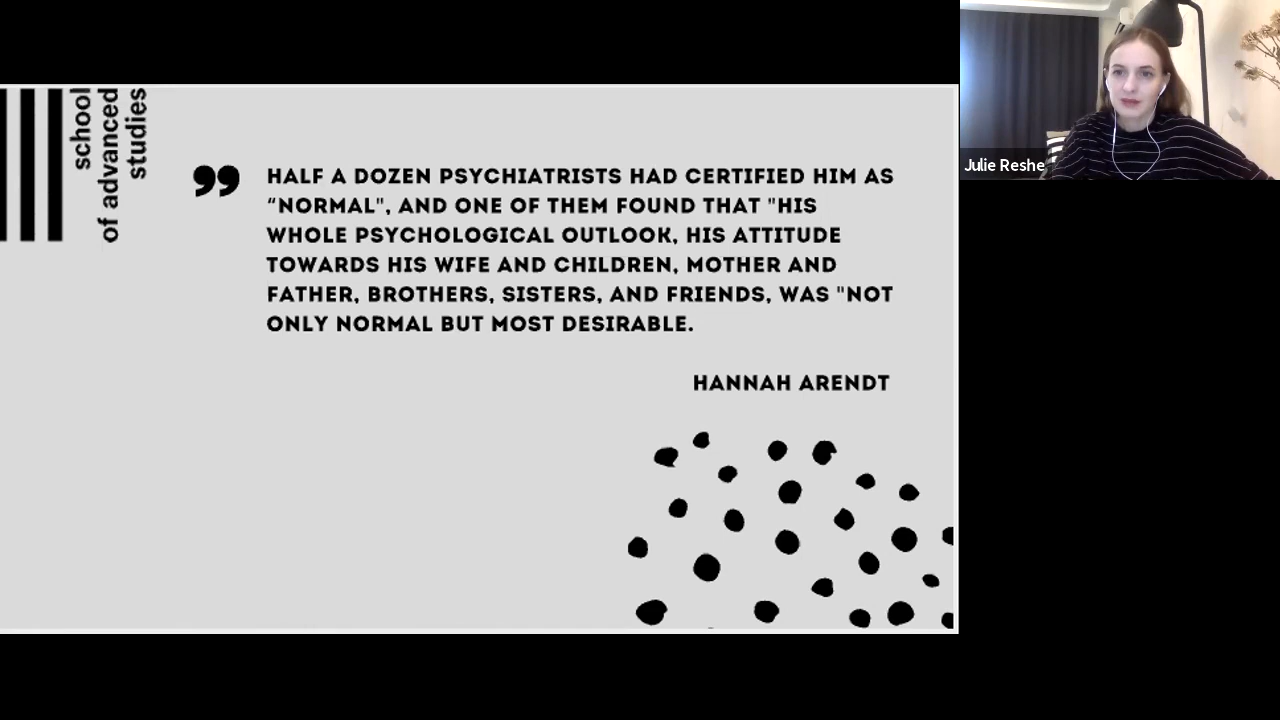 school
of advanced
studies
” HALF A DOZEN PSYCHIATRISTS HAD CERTIFIED HIM AS
“NORMAL", AND ONE OF THEM FOUND THAT "HIS
WHOLE PSYCHOLOGICAL OUTLOOK, HIS ATTITUDE
TOWARDS HIS WIFE AND CHILDREN, MOTHER AND
FATHER, BROTHERS, SISTERS, AND FRIENDS, WAS "NOT
ONLY NORMAL BUT MOST DESIRABLE.
HANNAH ARENDT
Julie Reshe